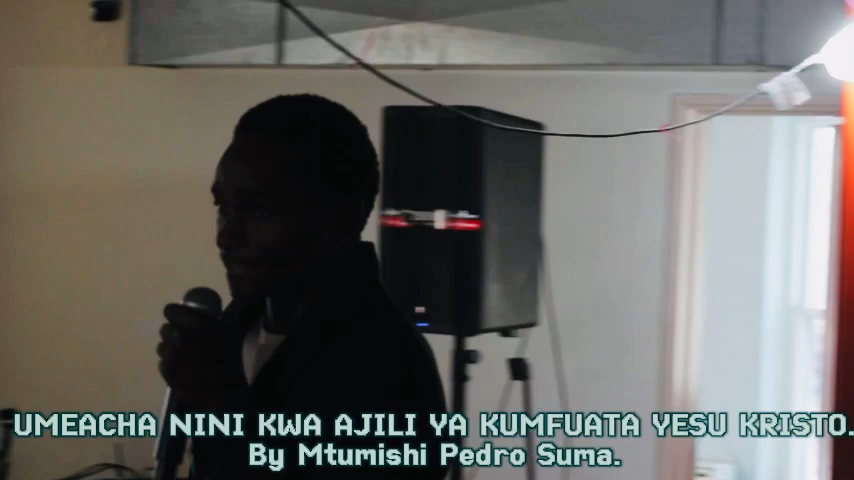 UMEACHA NINI KWA AJILI YA KUMFUATA YESU KRISTO.
By Mtumishi Pedro Suma.